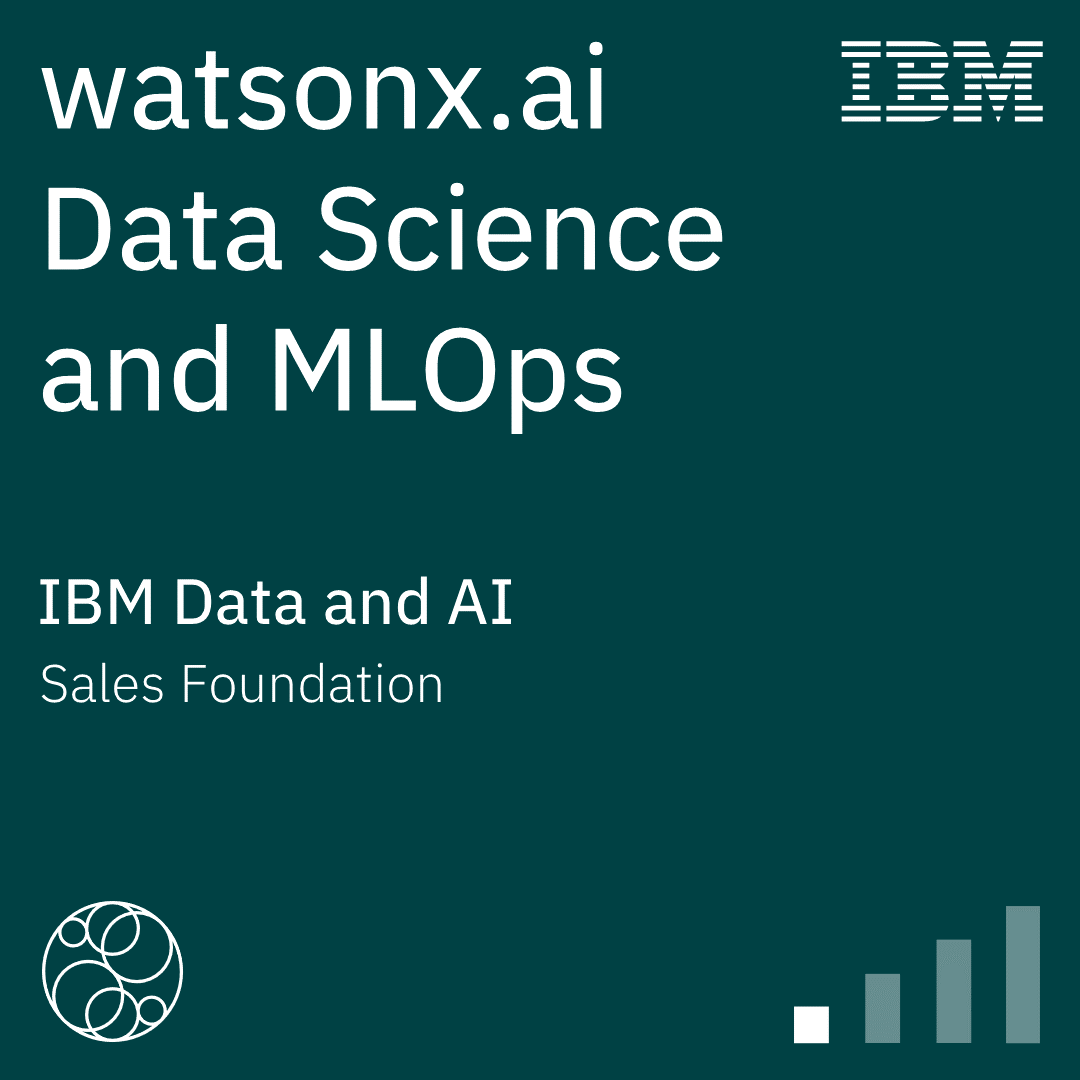 watsonx.ai
IBM
Data Science
and MLOps
IBM Data and AI
Sales Foundation